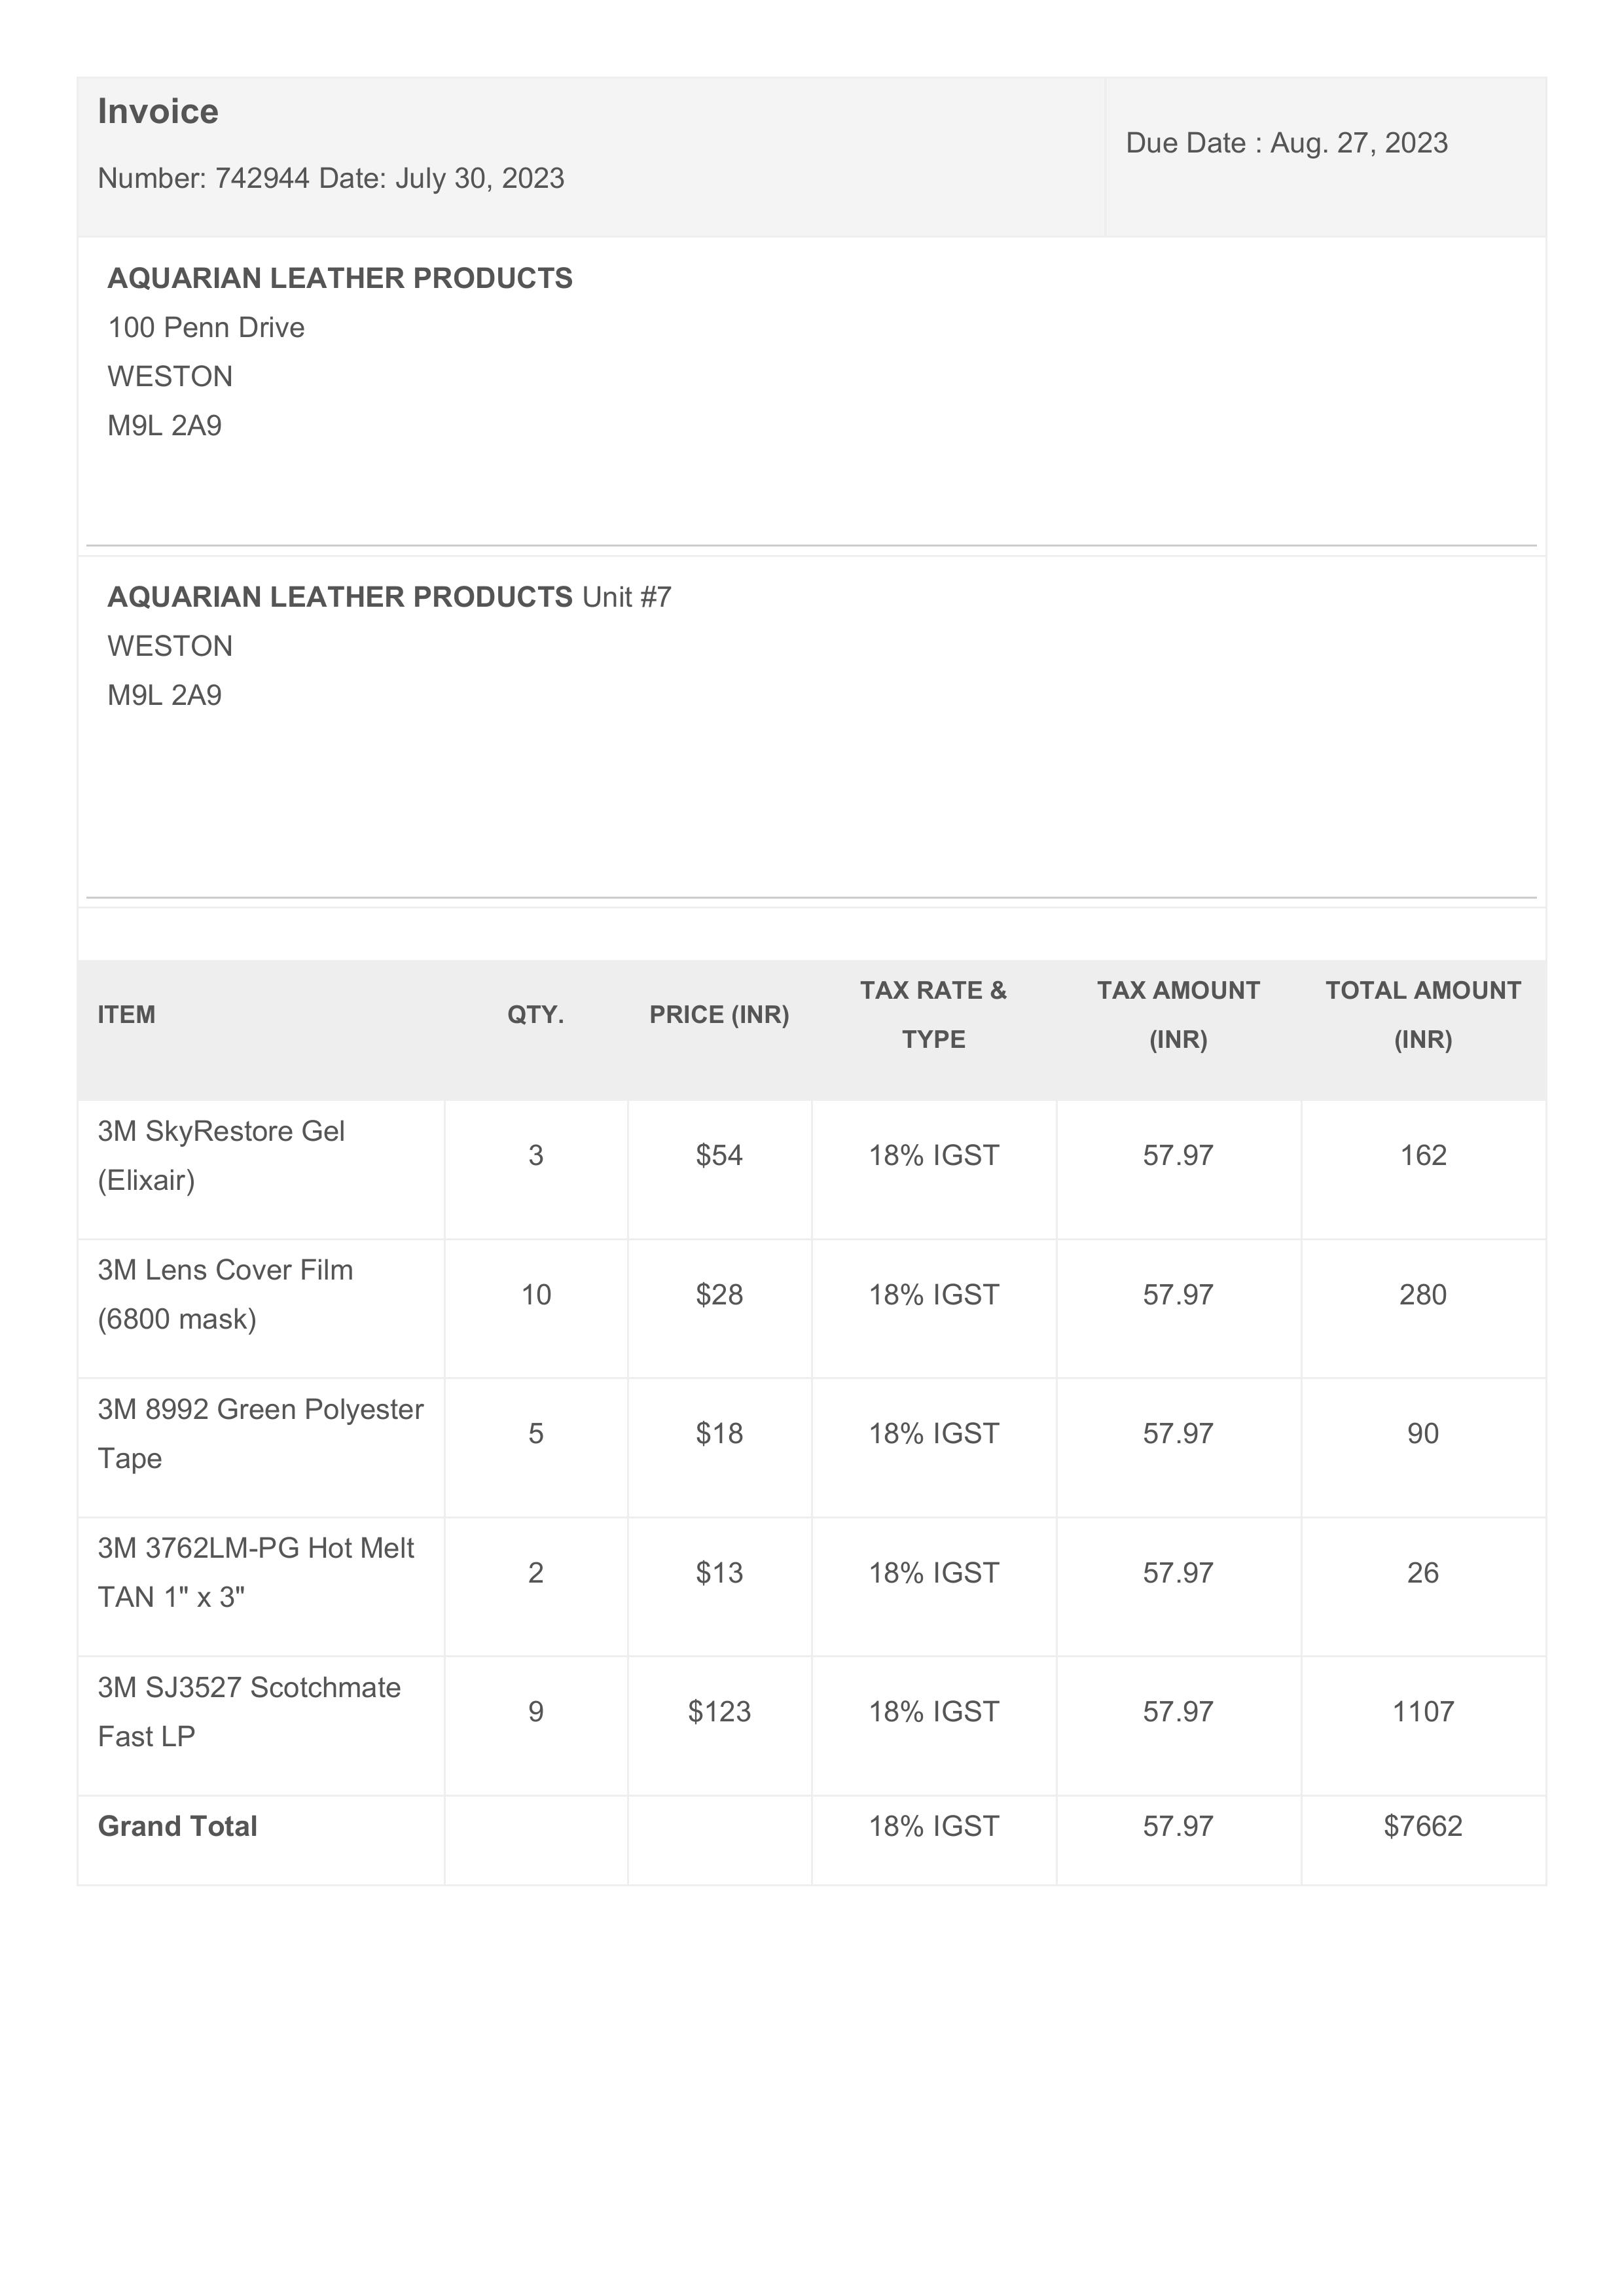 Invoice
Number: 742944 Date: July 30, 2023
Due Date : Aug. 27, 2023
AQUARIAN LEATHER PRODUCTS
100 Penn Drive
WESTON
M9L 2A9
AQUARIAN LEATHER PRODUCTS Unit #7
WESTON
M9L 2A9
ITEM QTY. PRICE (INR) TAX RATE & TYPE TAX AMOUNT (INR) TOTAL AMOUNT (INR)
3M SkyRestore Gel (Elixair) 3 $54 18% IGST 57.97 162
3M Lens Cover Film (6800 mask) 10 $28 18% IGST 57.97 280
3M 8992 Green Polyester Tape 5 $18 18% IGST 57.97 90
3M 3762LM-PG Hot Melt TAN 1" x 3" 2 $13 18% IGST 57.97 26
3M SJ3527 Scotchmate Fast LP 9 $123 18% IGST 57.97 1107
Grand Total 18% IGST 57.97 $7662